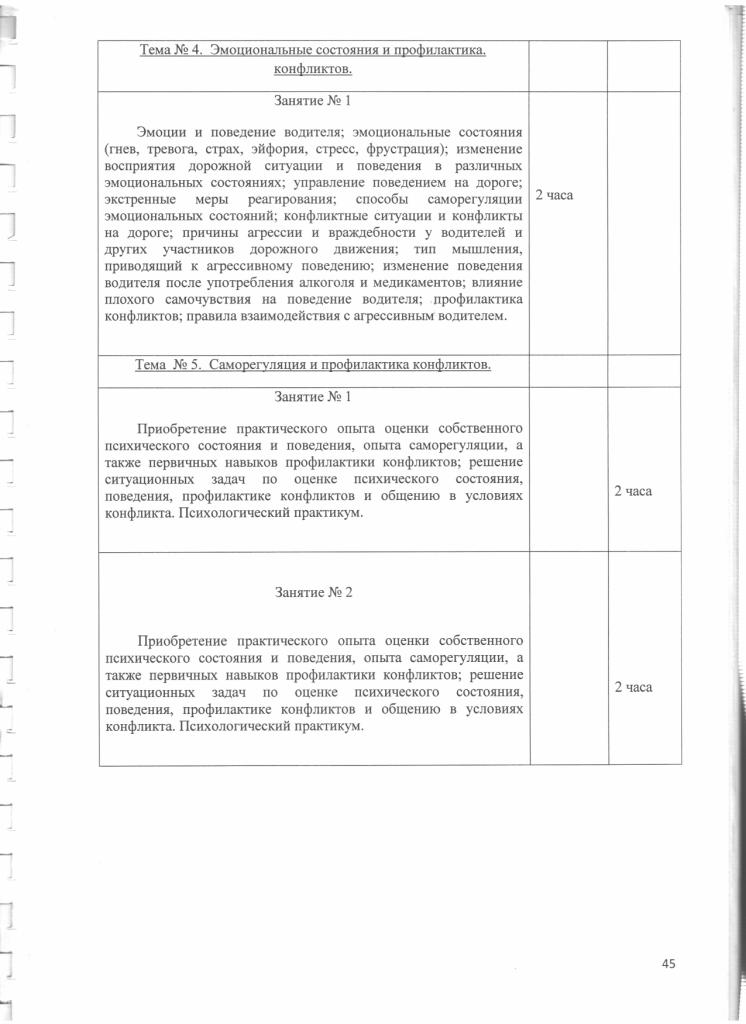 Тема № 4. Эмоциональные состояния и профилактика.
конфликтов.
Занятие № 1
Эмоции и поведение водителя; эмоциональные состояния
(гнев, тревога, страх, эйфория, стресс, фрустрация); изменение
восприятия дорожной ситуации и поведения в различных
эмоциональных состояниях; управление поведением на дороге;
экстренные меры реагирования; способы саморегуляции
эмоциональных состояний; конфликтные ситуации и конфликты
на дороге; причины агрессии и враждебности у водителей и
других участников дорожного движения; тип мышления,
приводящий к агрессивному поведению; изменение поведения
водителя после употребления алкоголя и медикаментов; влияние
плохого самочувствия на поведение водителя; профилактика
конфликтов; правила взаимодействия с агрессивным водителем.
2 часа
Тема № 5. Саморегуляция и профилактика конфликтов.
Занятие № 1
Приобретение практического опыта оценки собственного
психического состояния и поведения, опыта саморегуляции, а
также первичных навыков профилактики конфликтов; решение
ситуационных задач по оценке психического состояния,
поведения, профилактике конфликтов и общению в условиях
конфликта. Психологический практикум.
2 часа
Занятие № 2
Приобретение практического опыта оценки собственного
психического состояния и поведения, опыта саморегуляции, а
также первичных навыков профилактики конфликтов; решение
ситуационных задач по оценке психического состояния,
поведения, профилактике конфликтов и общению в условиях
конфликта. Психологический практикум.
2 часа
45